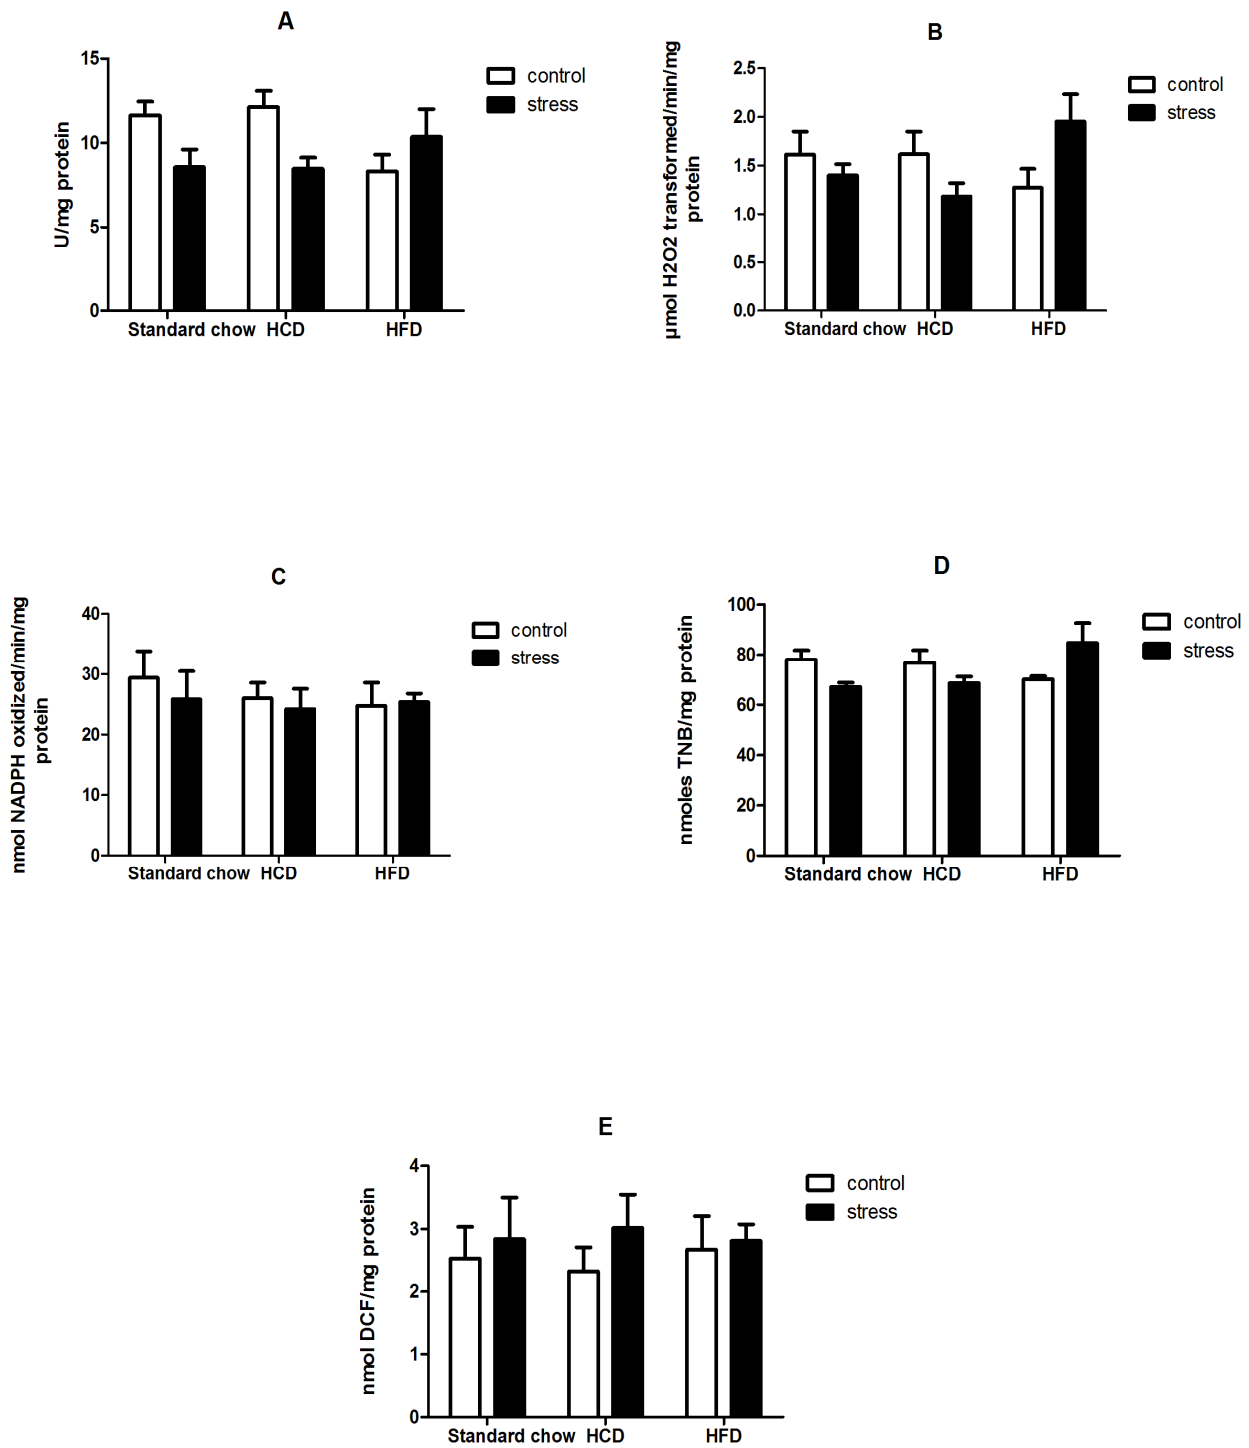 A
U/mg protein
15
10
5
0
control
stress
Standard chow HCD HFD
B
µmol H2O2 transformed/min/mg
protein
2.5
2.0
1.5
1.0
0.5
0.0
control
stress
Standard chow HCD HFD
C
nmol NADPH oxidized/min/mg
protein
40
30
20
10
0
control
stress
Standard chow HCD HFD
D
nmoles TNB/mg protein
100
80
60
40
20
0
control
stress
Standard chow HCD HFD
E
nmol DCF/mg protein
4
3
2
1
0
control
stress
Standard chow HCD HFD